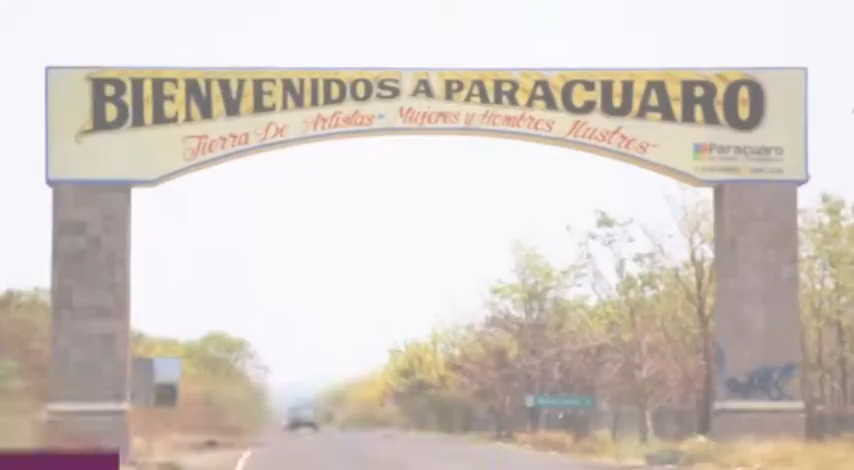 BIENVENIDOS A PARACUARO
Tierra De Artistas - Mujeres y Hombres Ilustres
Paracuaro